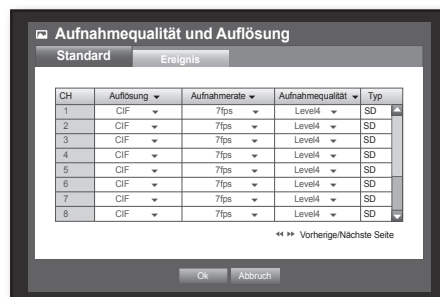 Aufnahmequalität und Auflösung
Standard Ereignis
CH Auflösung Aufnahmerate Aufnahmequalität Typ
1 CIF 7fps Level4 SD
2 CIF 7fps Level4 SD
3 CIF 7fps Level4 SD
4 CIF 7fps Level4 SD
5 CIF 7fps Level4 SD
6 CIF 7fps Level4 SD
7 CIF 7fps Level4 SD
8 CIF 7fps Level4 SD
Vorherige/Nächste Seite
Ok Abbruch